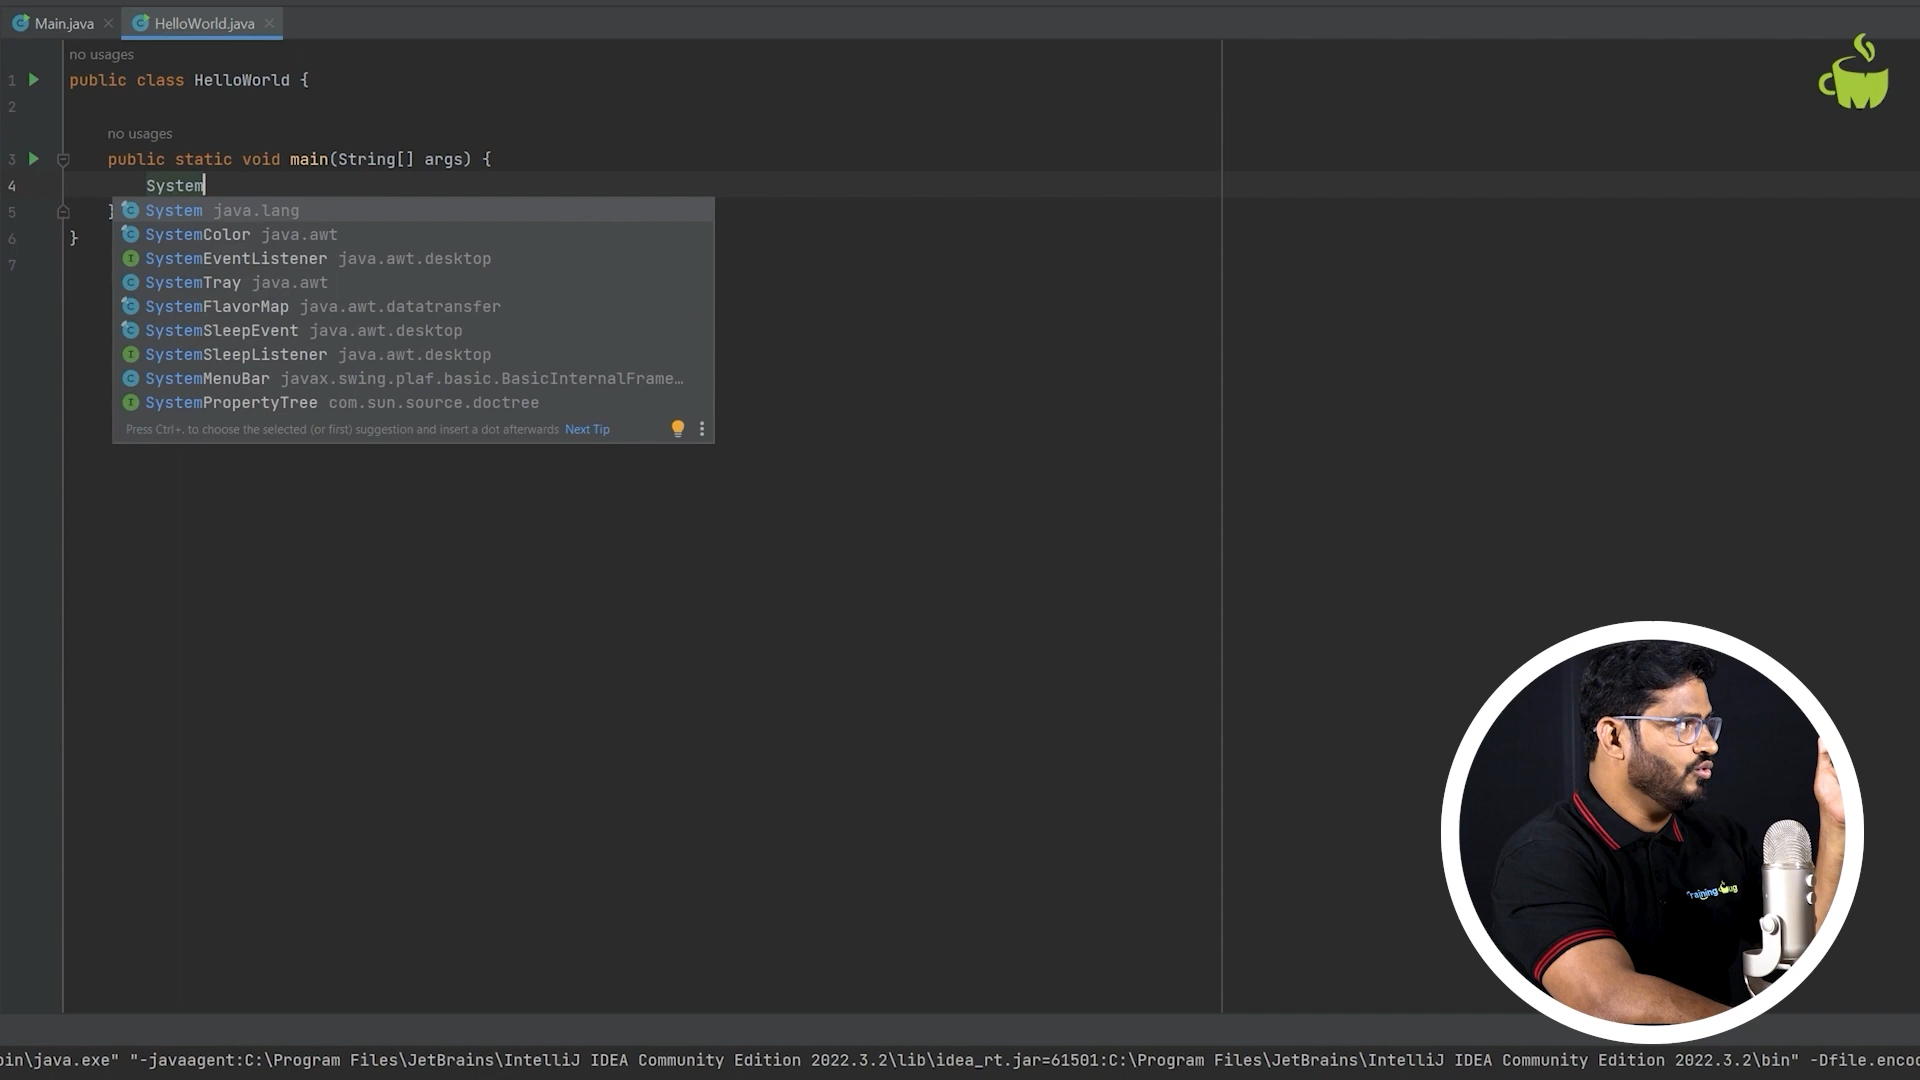 Main.java
HelloWorld.java
no usages
1 public class HelloWorld {
2
no usages
3 public static void main(String[] args) {
4 System
System java.lang
5 }
SystemColor java.awt
6 }
SystemEventListener java.awt.desktop
7
SystemTray java.awt
SystemFlavorMap java.awt.datatransfer
SystemSleepEvent java.awt.desktop
SystemSleepListener java.awt.desktop
SystemMenuBar javax.swing.plaf.basic.BasicInternalFrame…
SystemPropertyTree com.sun.source.doctree
Press Ctrl+. to choose the selected (or first) suggestion and insert a dot afterwards Next Tip
bin\java.exe" "-javaagent:C:\Program Files\JetBrains\IntelliJ IDEA Community Edition 2022.3.2\lib\idea_rt.jar=61501:C:\Program Files\JetBrains\IntelliJ IDEA Community Edition 2022.3.2\bin" -Dfile.enco